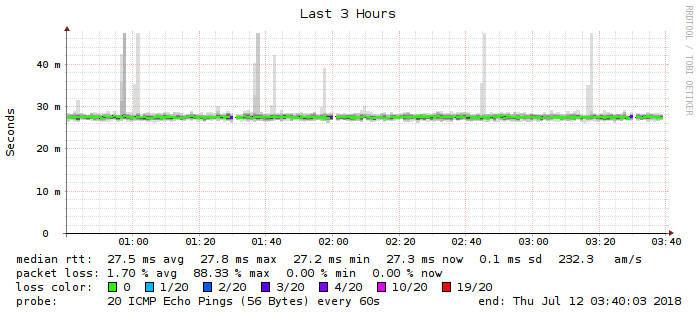 Last 3 Hours
RRDTOOL / TOBI OETIKER
Seconds
40 m
30 m
20 m
10 m
0
01:00 01:20 01:40 02:00 02:20 02:40 03:00 03:20 03:40
median rtt: 27.5 ms avg 27.8 ms max 27.2 ms min 27.3 ms now 0.1 ms sd 232.3 am/s
packet loss: 1.70 % avg 88.33 % max 0.00 % min 0.00 % now
loss color: 0 1/20 2/20 3/20 4/20 10/20 19/20
probe: 20 ICMP Echo Pings (56 Bytes) every 60s end: Thu Jul 12 03:40:03 2018